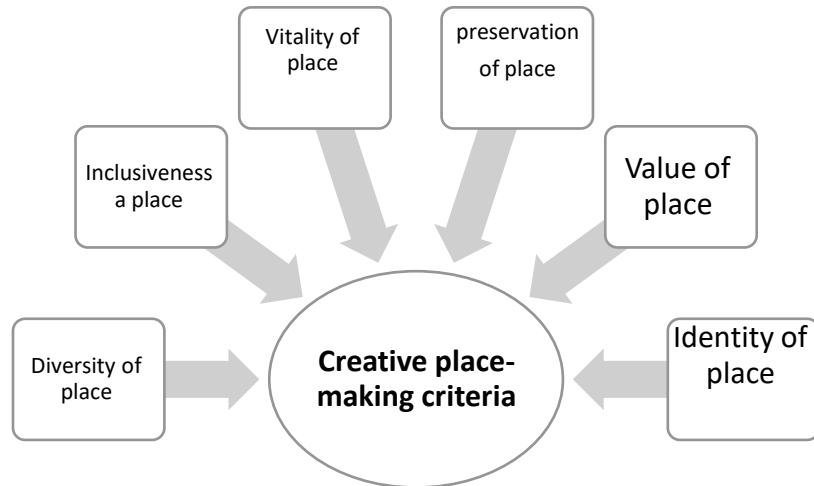 Vitality of
place
preservation
of place
Inclusiveness
a place
Value of
place
Diversity of
place
Creative place-
making criteria
Identity of
place